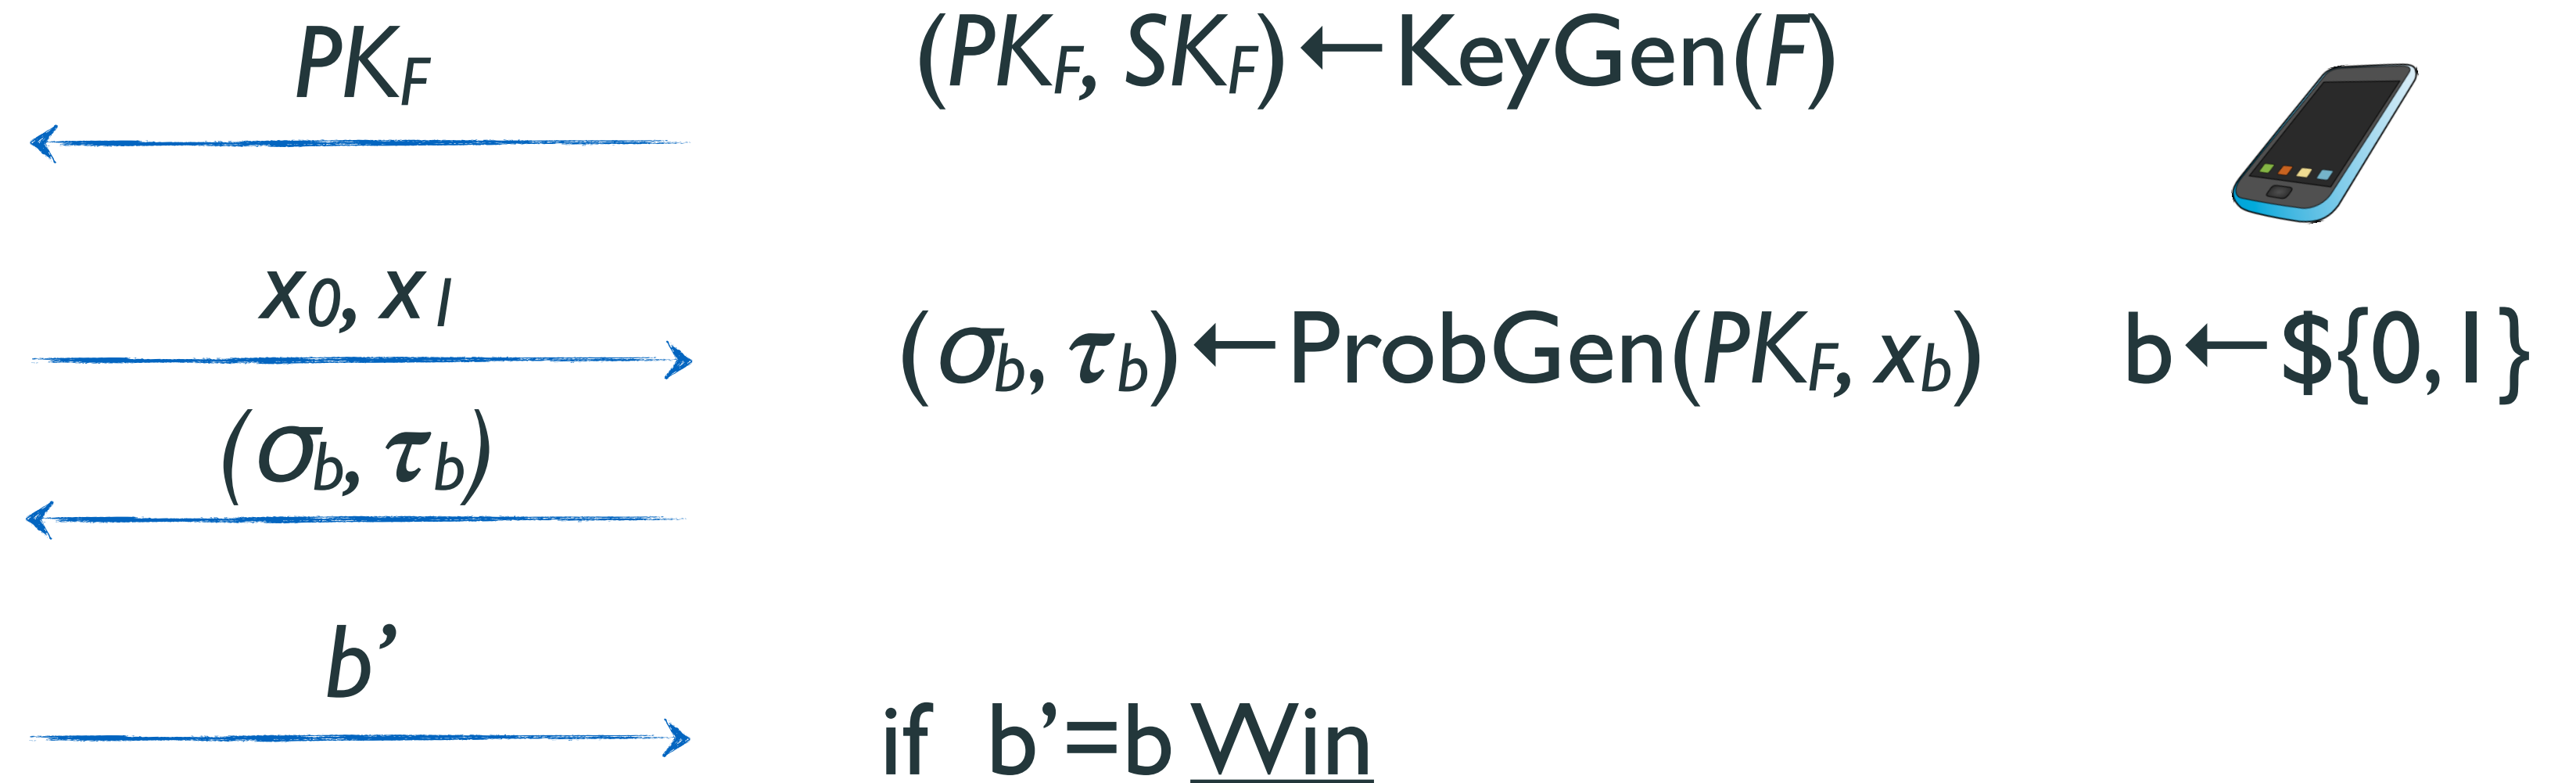 PK_F (PK_F, SK_F)←KeyGen(F)
x_0, x_1
(σ_b, τ_b)←ProbGen(PK_F, x_b) b←${0,1}
(σ_b, τ_b)
b’
if b’=b Win